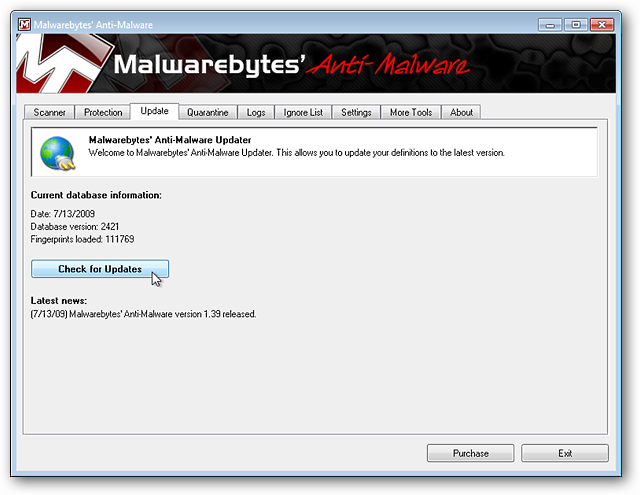 Malwarebytes' Anti-Malware
Malwarebytes' Anti-Malware
Scanner Protection Update Quarantine Logs Ignore List Settings More Tools About
Malwarebytes' Anti-Malware Updater
Welcome to Malwarebytes' Anti-Malware Updater. This allows you to update your definitions to the latest version.
Current database information:
Date: 7/13/2009
Database version: 2421
Fingerprints loaded: 111769
Check for Updates
Latest news:
(7/13/09) Malwarebytes' Anti-Malware version 1.39 released.
Purchase Exit